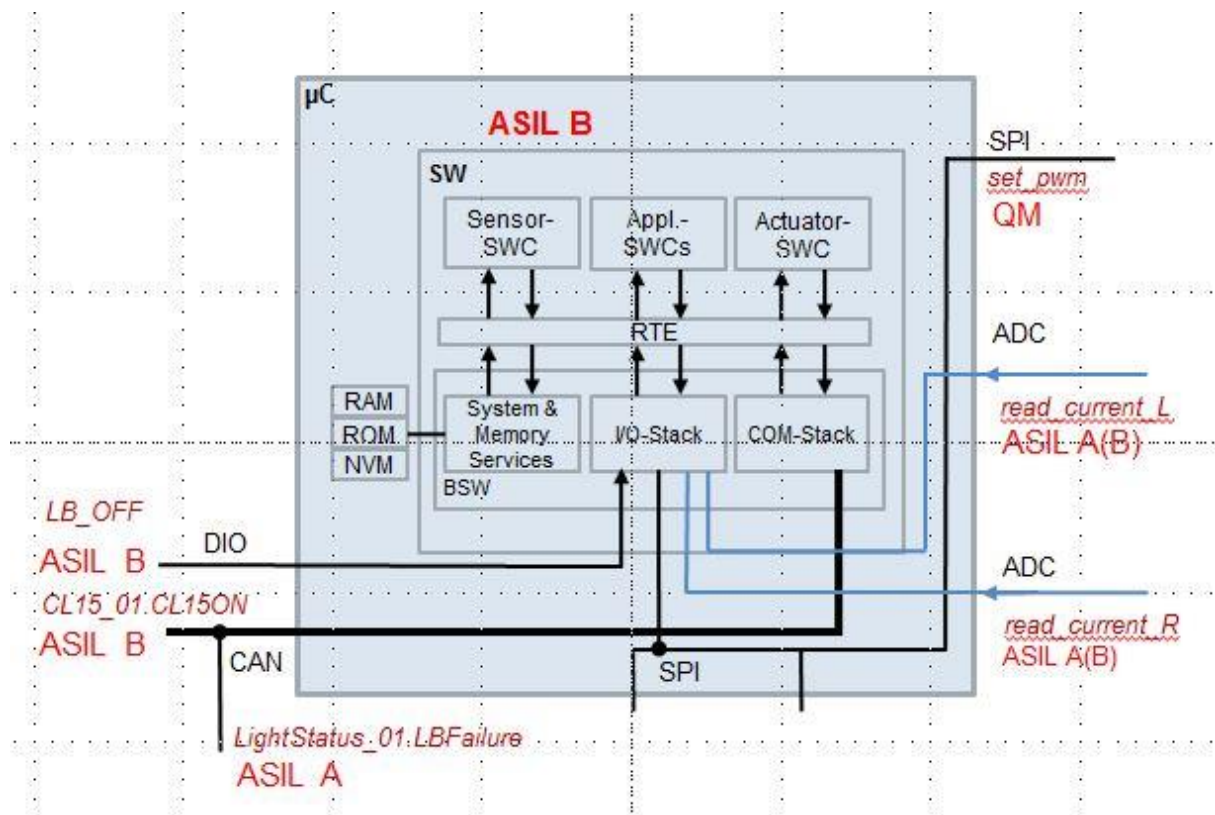 µC
ASIL B
SPI
set_pwm
QM
SW
Sensor-
SWC
Appl.-
SWCs
Actuator-
SWC
RTE
ADC
read_current_L
ASIL A(B)
RAM
ROM
NVM
System &
Memory
Services
I/O-Stack
COM-Stack
BSW
LB_OFF
ASIL B
DIO
CL15_01.CL15ON
ASIL B
CAN
ADC
read_current_R
ASIL A(B)
SPI
LightStatus_01.LBFailure
ASIL A